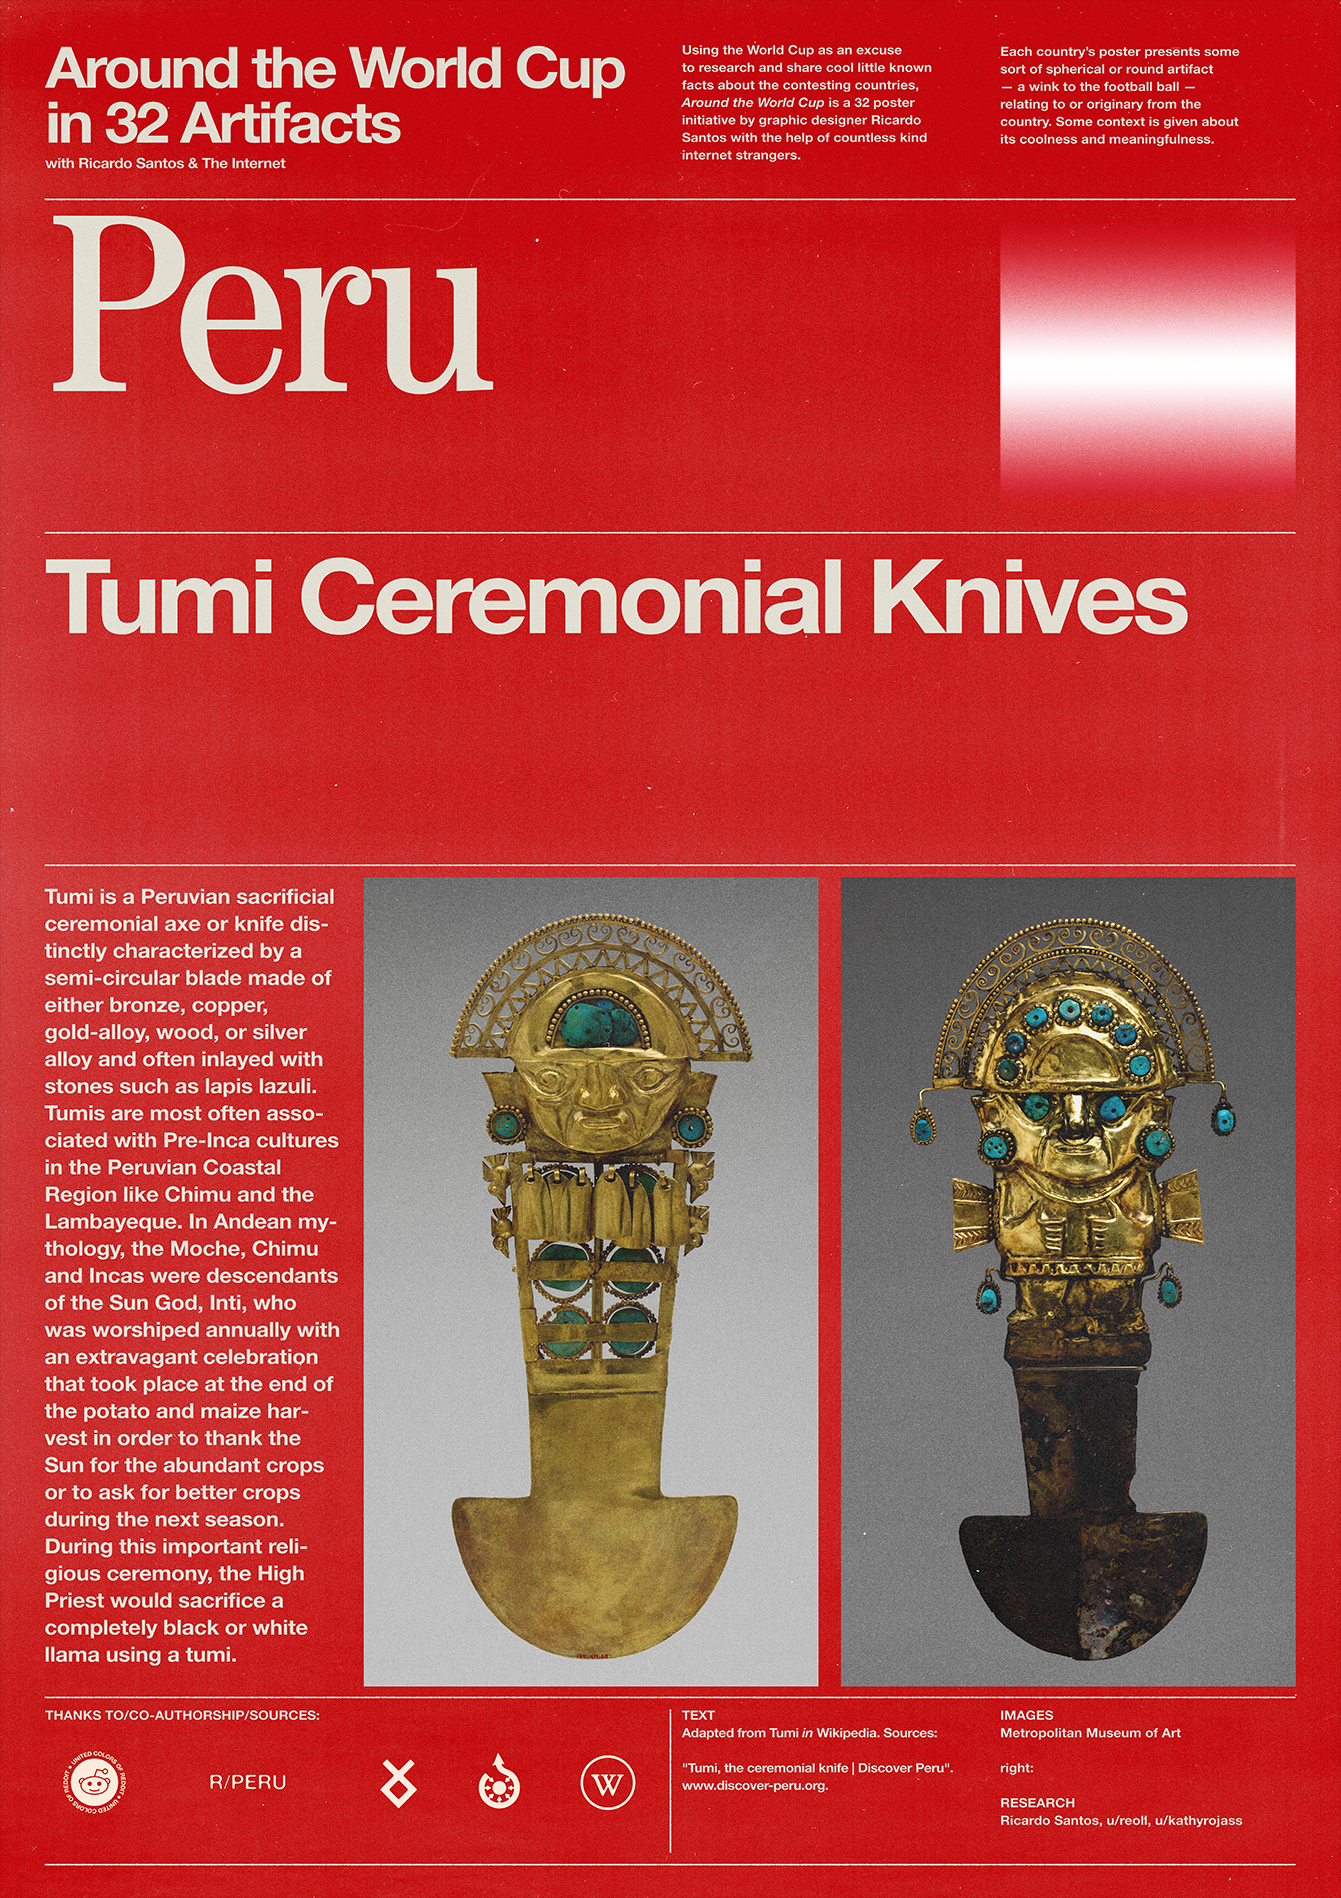 Around the World Cup
in 32 Artifacts
with Ricardo Santos & The Internet
Using the World Cup as an excuse
to research and share cool little known
facts about the contesting countries,
Around the World Cup is a 32 poster
initiative by graphic designer Ricardo
Santos with the help of countless kind
internet strangers.
Each country's poster presents some
sort of spherical or round artifact
— a wink to the football ball —
relating to or originary from the
country. Some context is given about
its coolness and meaningfulness.
Peru
Tumi Ceremonial Knives
Tumi is a Peruvian sacrificial
ceremonial axe or knife dis-
tinctly characterized by a
semi-circular blade made of
either bronze, copper,
gold-alloy, wood, or silver
alloy and often inlayed with
stones such as lapis lazuli.
Tumis are most often asso-
ciated with Pre-Inca cultures
in the Peruvian Coastal
Region like Chimu and the
Lambayeque. In Andean my-
thology, the Moche, Chimu
and Incas were descendants
of the Sun God, Inti, who
was worshiped annually with
an extravagant celebration
that took place at the end of
the potato and maize har-
vest in order to thank the
Sun for the abundant crops
or to ask for better crops
during the next season.
During this important reli-
gious ceremony, the High
Priest would sacrifice a
completely black or white
llama using a tumi.
THANKS TO/CO-AUTHORSHIP/SOURCES:
UNITED COLORS OF REDDIT • UNITED COLORS OF REDDIT •
R/PERU
W
TEXT
Adapted from Tumi in Wikipedia. Sources:
"Tumi, the ceremonial knife | Discover Peru".
www.discover-peru.org.
IMAGES
Metropolitan Museum of Art
right:
RESEARCH
Ricardo Santos, u/reoll, u/kathyrojass